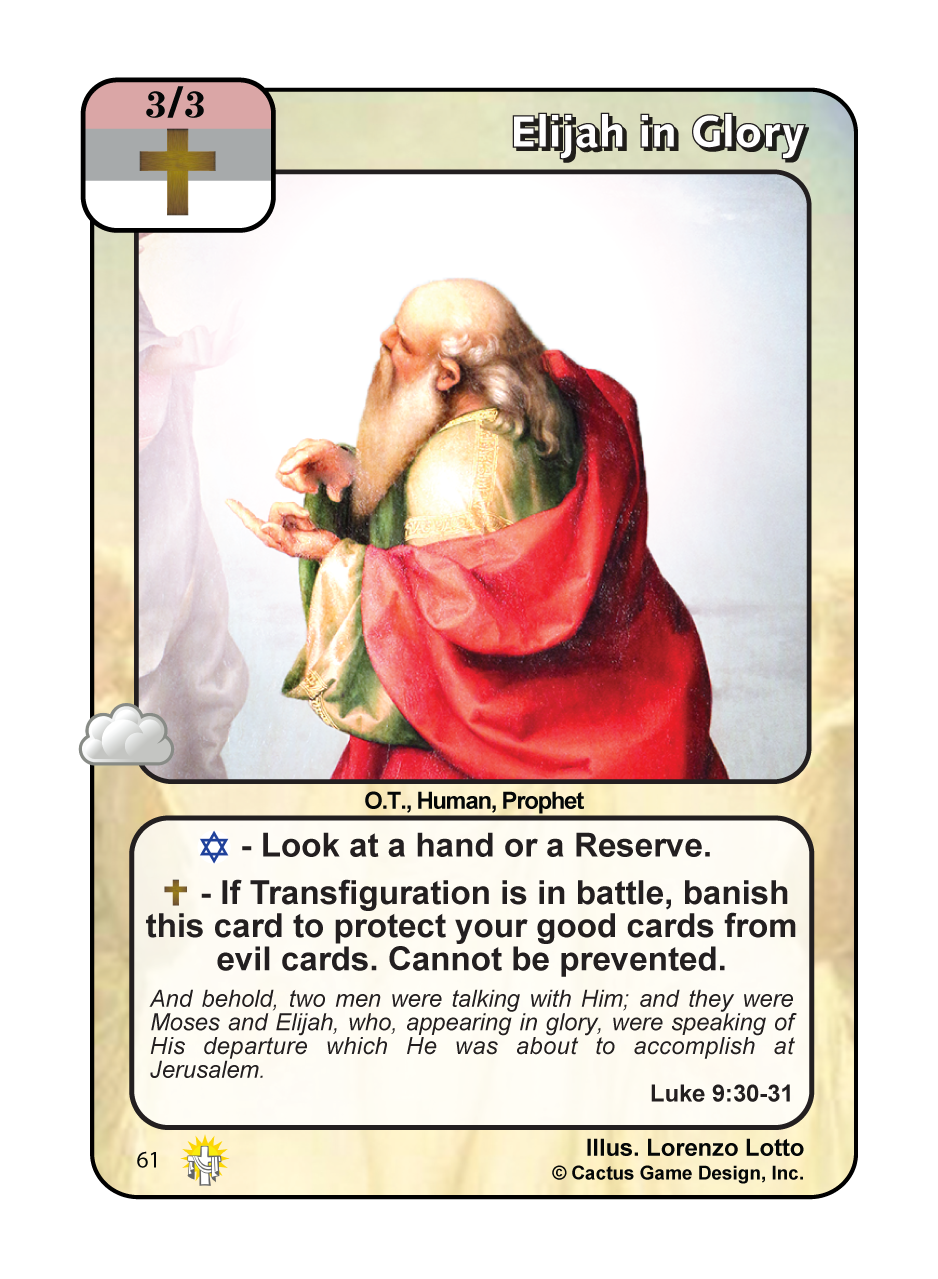 3/3
Elijah in Glory
O.T., Human, Prophet
✡ - Look at a hand or a Reserve.
✝ - If Transfiguration is in battle, banish
this card to protect your good cards from
evil cards. Cannot be prevented.
And behold, two men were talking with Him; and they were
Moses and Elijah, who, appearing in glory, were speaking of
His departure which He was about to accomplish at
Jerusalem.
Luke 9:30-31
61
Illus. Lorenzo Lotto
© Cactus Game Design, Inc.